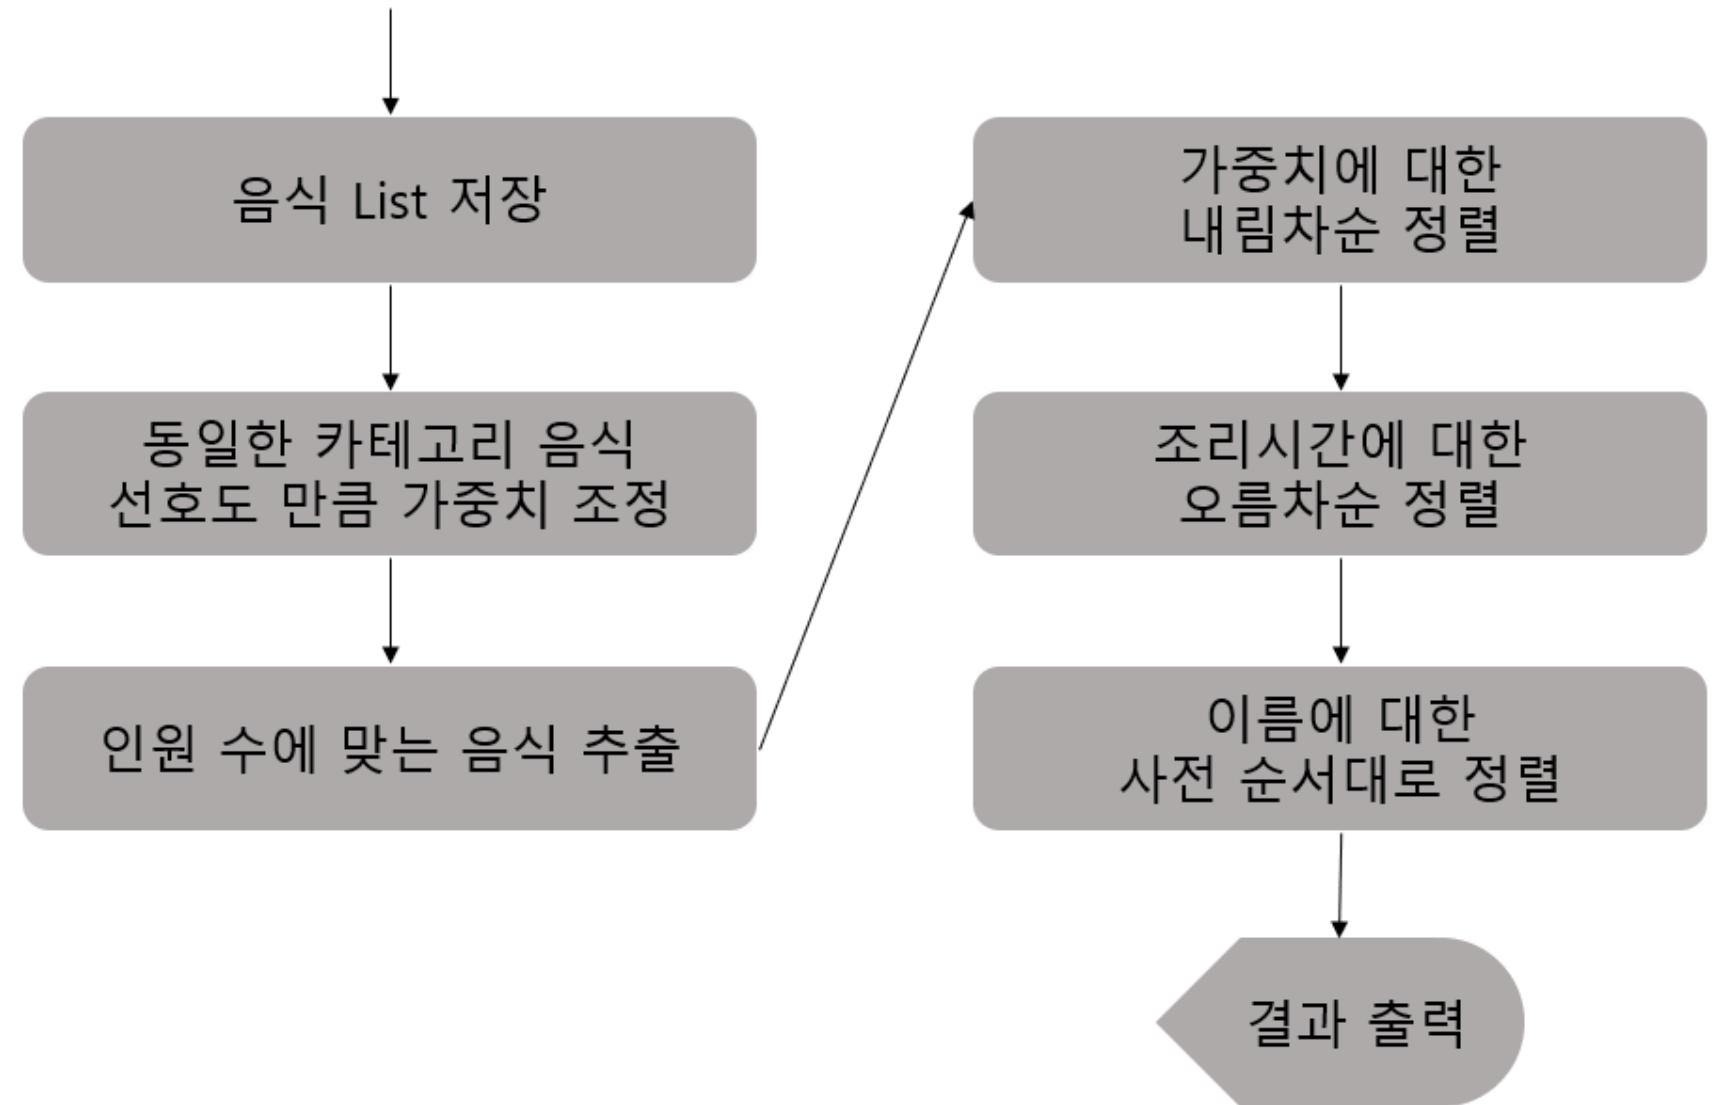 음식 List 저장
동일한 카테고리 음식
선호도 만큼 가중치 조정
인원 수에 맞는 음식 추출
가중치에 대한
내림차순 정렬
조리시간에 대한
오름차순 정렬
이름에 대한
사전 순서대로 정렬
결과 출력